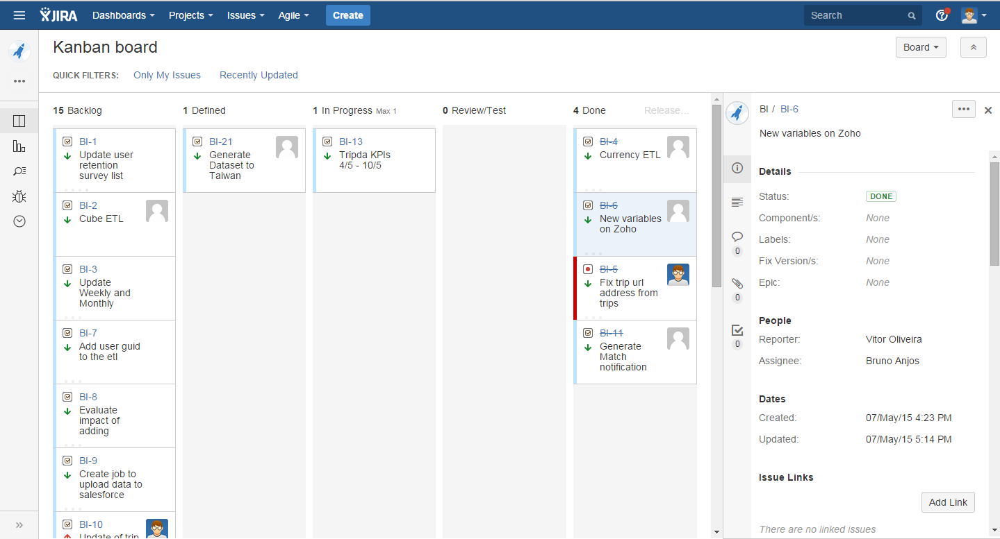 JIRA Dashboards Projects Issues Agile Create Search
Kanban board
Board
QUICK FILTERS: Only My Issues Recently Updated
15 Backlog
BI-1
Update user
retention
survey list
BI-2
Cube ETL
BI-3
Update
Weekly and
Monthly
BI-7
Add user guid
to the etl
BI-8
Evaluate
impact of
adding
BI-9
Create job to
upload data to
salesforce
BI-10
Update of trip
1 Defined
BI-21
Generate
Dataset to
Taiwan
1 In Progress Max 1
BI-13
Tripda KPIs
4/5 - 10/5
0 Review/Test
4 Done Release...
BI-4
Currency ETL
BI-6
New variables
on Zoho
BI-5
Fix trip url
address from
trips
BI-11
Generate
Match
notification
0
0
0
BI / BI-6
New variables on Zoho
Details
Status: DONE
Component/s: None
Labels: None
Fix Version/s: None
Epic: None
People
Reporter: Vitor Oliveira
Assignee: Bruno Anjos
Dates
Created: 07/May/15 4:23 PM
Updated: 07/May/15 5:14 PM
Issue Links
Add Link
There are no linked issues